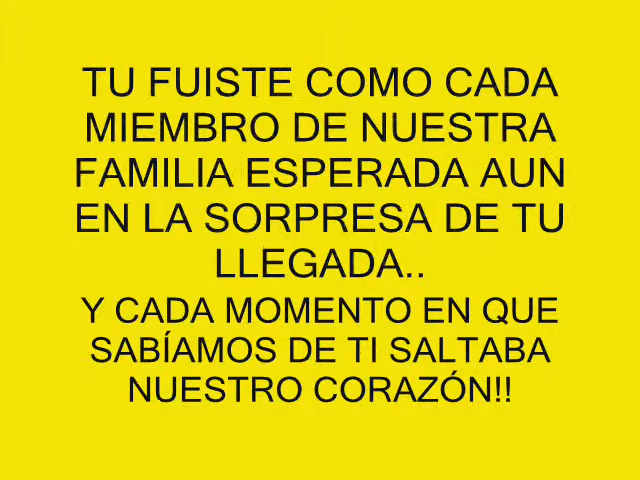 TU FUISTE COMO CADA
MIEMBRO DE NUESTRA
FAMILIA ESPERADA AUN
EN LA SORPRESA DE TU
LLEGADA..
Y CADA MOMENTO EN QUE
SABÍAMOS DE TI SALTABA
NUESTRO CORAZÓN!!